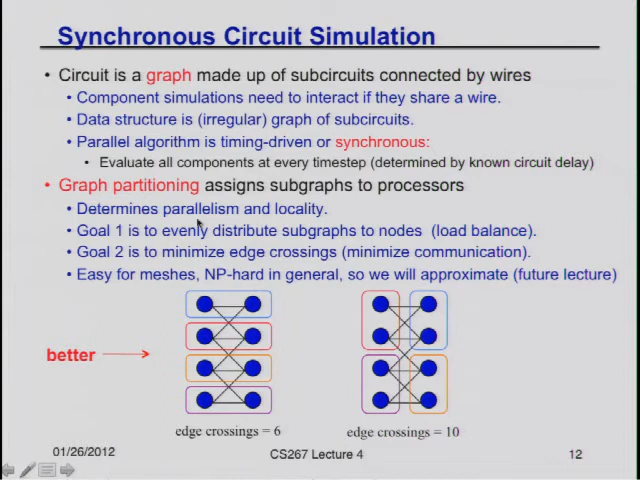 Synchronous Circuit Simulation
• Circuit is a graph made up of subcircuits connected by wires
• Component simulations need to interact if they share a wire.
• Data structure is (irregular) graph of subcircuits.
• Parallel algorithm is timing-driven or synchronous:
• Evaluate all components at every timestep (determined by known circuit delay)
• Graph partitioning assigns subgraphs to processors
• Determines parallelism and locality.
• Goal 1 is to evenly distribute subgraphs to nodes (load balance).
• Goal 2 is to minimize edge crossings (minimize communication).
• Easy for meshes, NP-hard in general, so we will approximate (future lecture)
better
edge crossings = 6
edge crossings = 10
01/26/2012
CS267 Lecture 4
12